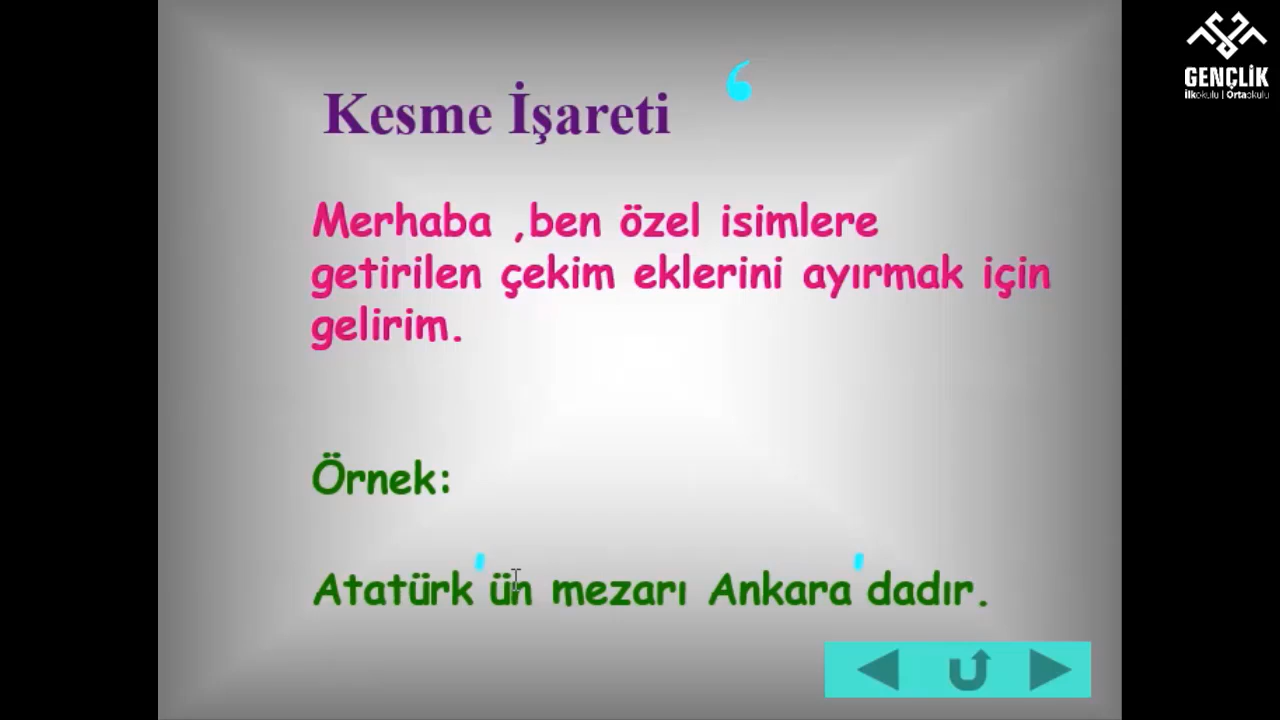 Kesme İşareti ‘
Merhaba ,ben özel isimlere
getirilen çekim eklerini ayırmak için
gelirim.
Örnek:
Atatürk'ün mezarı Ankara'dadır.
GENÇLİK
İlkokulu | Ortaokulu